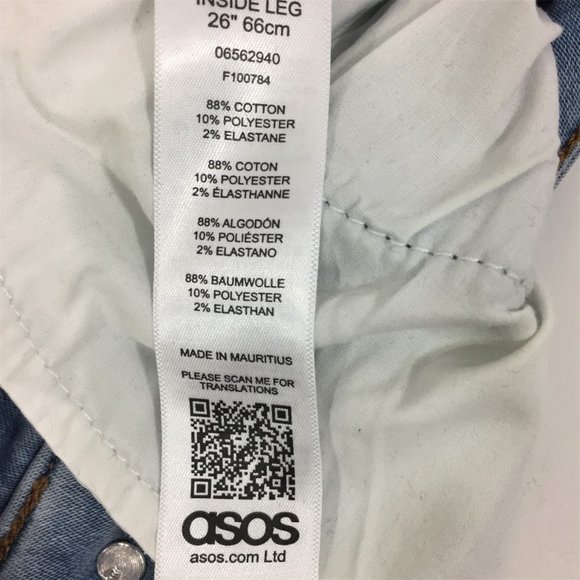 INSIDE LEG
26" 66cm
06562940
F100784
88% COTTON
10% POLYESTER
2% ELASTANE
88% COTON
10% POLYESTER
2% ÉLASTHANNE
88% ALGODÓN
10% POLIÉSTER
2% ELASTANO
88% BAUMWOLLE
10% POLYESTER
2% ELASTHAN
MADE IN MAURITIUS
PLEASE SCAN ME FOR
TRANSLATIONS
asos
asos.com Ltd